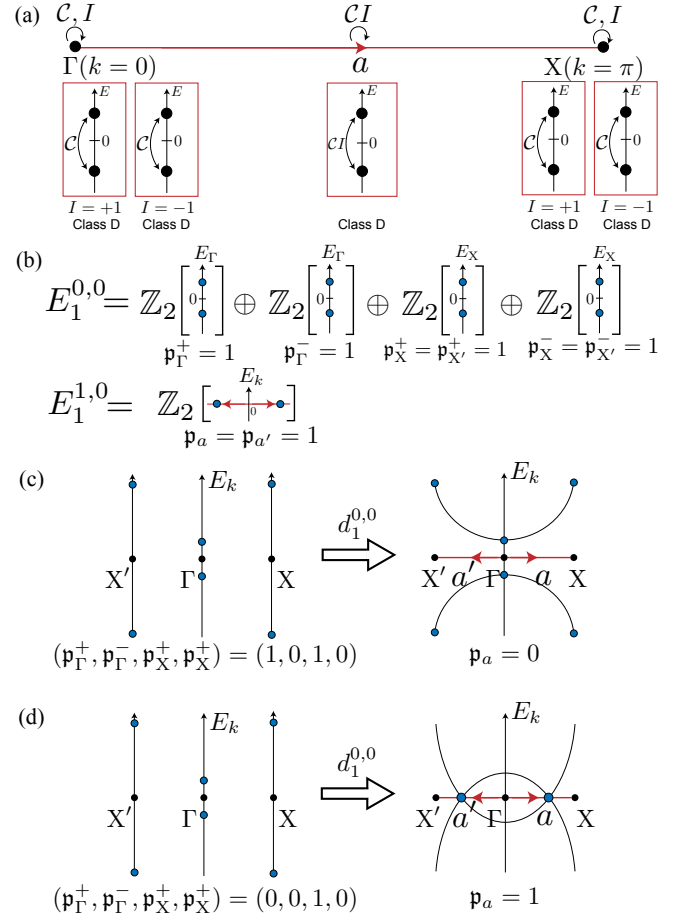 (a)
𝒞, I 𝒞I 𝒞, I
Γ(k = 0) a X(k = π)
E E E E E
𝒞 0 𝒞 0 𝒞I 0 𝒞 0 𝒞 0
I = +1 I = −1 I = +1 I = −1
Class D Class D Class D Class D Class D
(b)
E_Γ E_Γ E_X E_X
E_1^{0,0} = ℤ_2 [ 0 ] ⊕ ℤ_2 [ 0 ] ⊕ ℤ_2 [ 0 ] ⊕ ℤ_2 [ 0 ]
𝔭_Γ^+ = 1 𝔭_Γ^− = 1 𝔭_X^+ = 𝔭_{X′}^+ = 1 𝔭_X^− = 𝔭_{X′}^− = 1
E_k
E_1^{1,0} = ℤ_2 [ 0 ]
𝔭_a = 𝔭_{a′} = 1
(c)
E_k d_1^{0,0} E_k
X′ Γ X X′ a′ Γ a X
(𝔭_Γ^+, 𝔭_Γ^−, 𝔭_X^+, 𝔭_X^+) = (1, 0, 1, 0) 𝔭_a = 0
(d)
E_k d_1^{0,0} E_k
X′ Γ X X′ a′ Γ a X
(𝔭_Γ^+, 𝔭_Γ^−, 𝔭_X^+, 𝔭_X^+) = (0, 0, 1, 0) 𝔭_a = 1